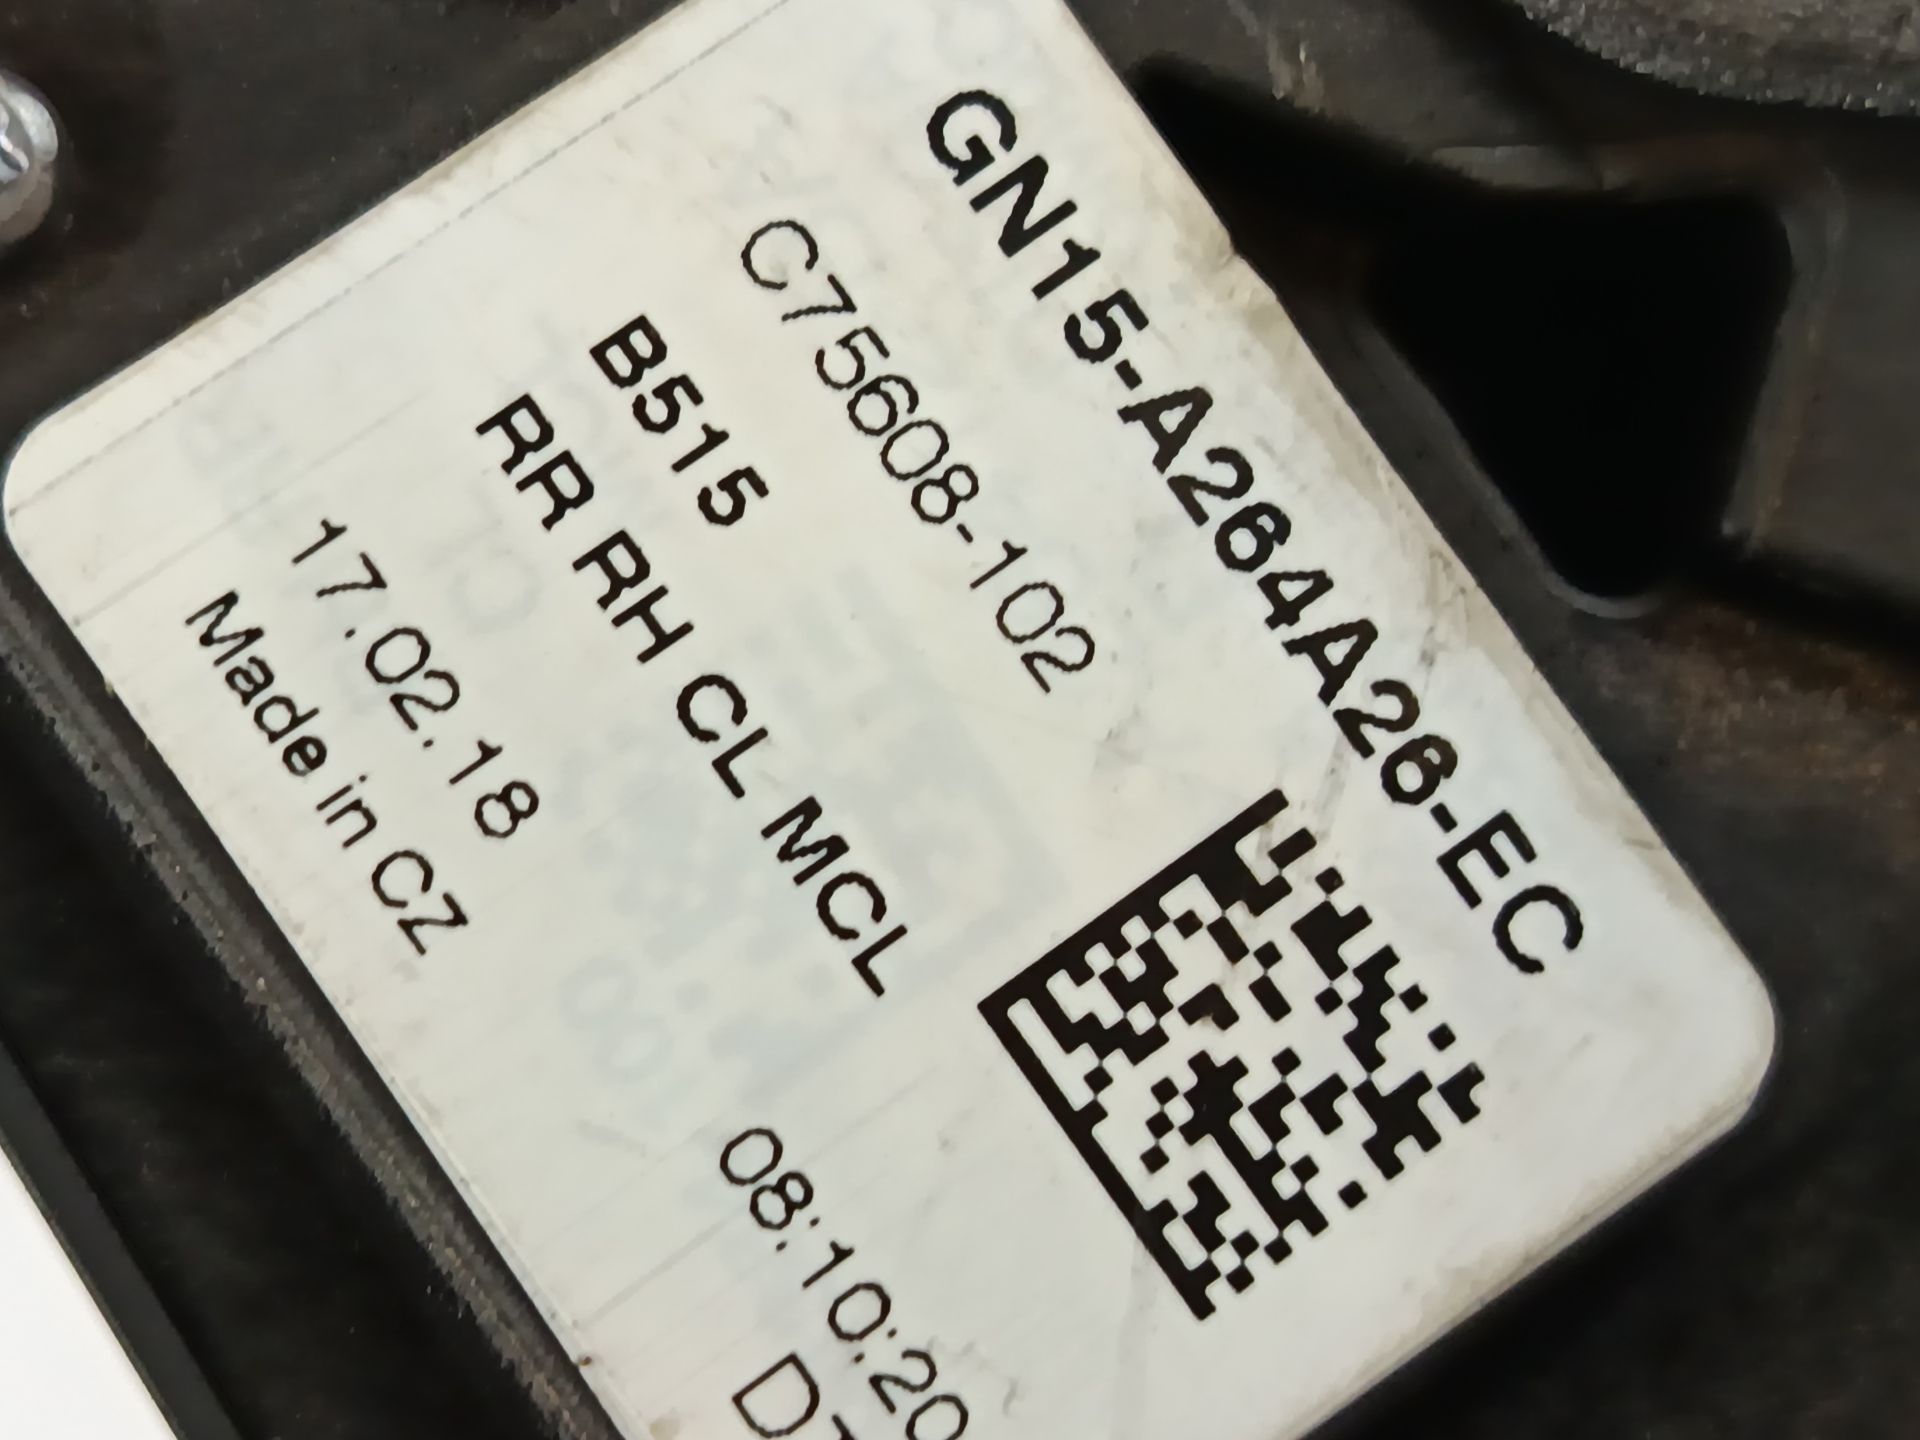 GN15-A264A26-EC
C75608-102
B515
RR RH CL MCL
17.02.18
08:10:20
Made in CZ